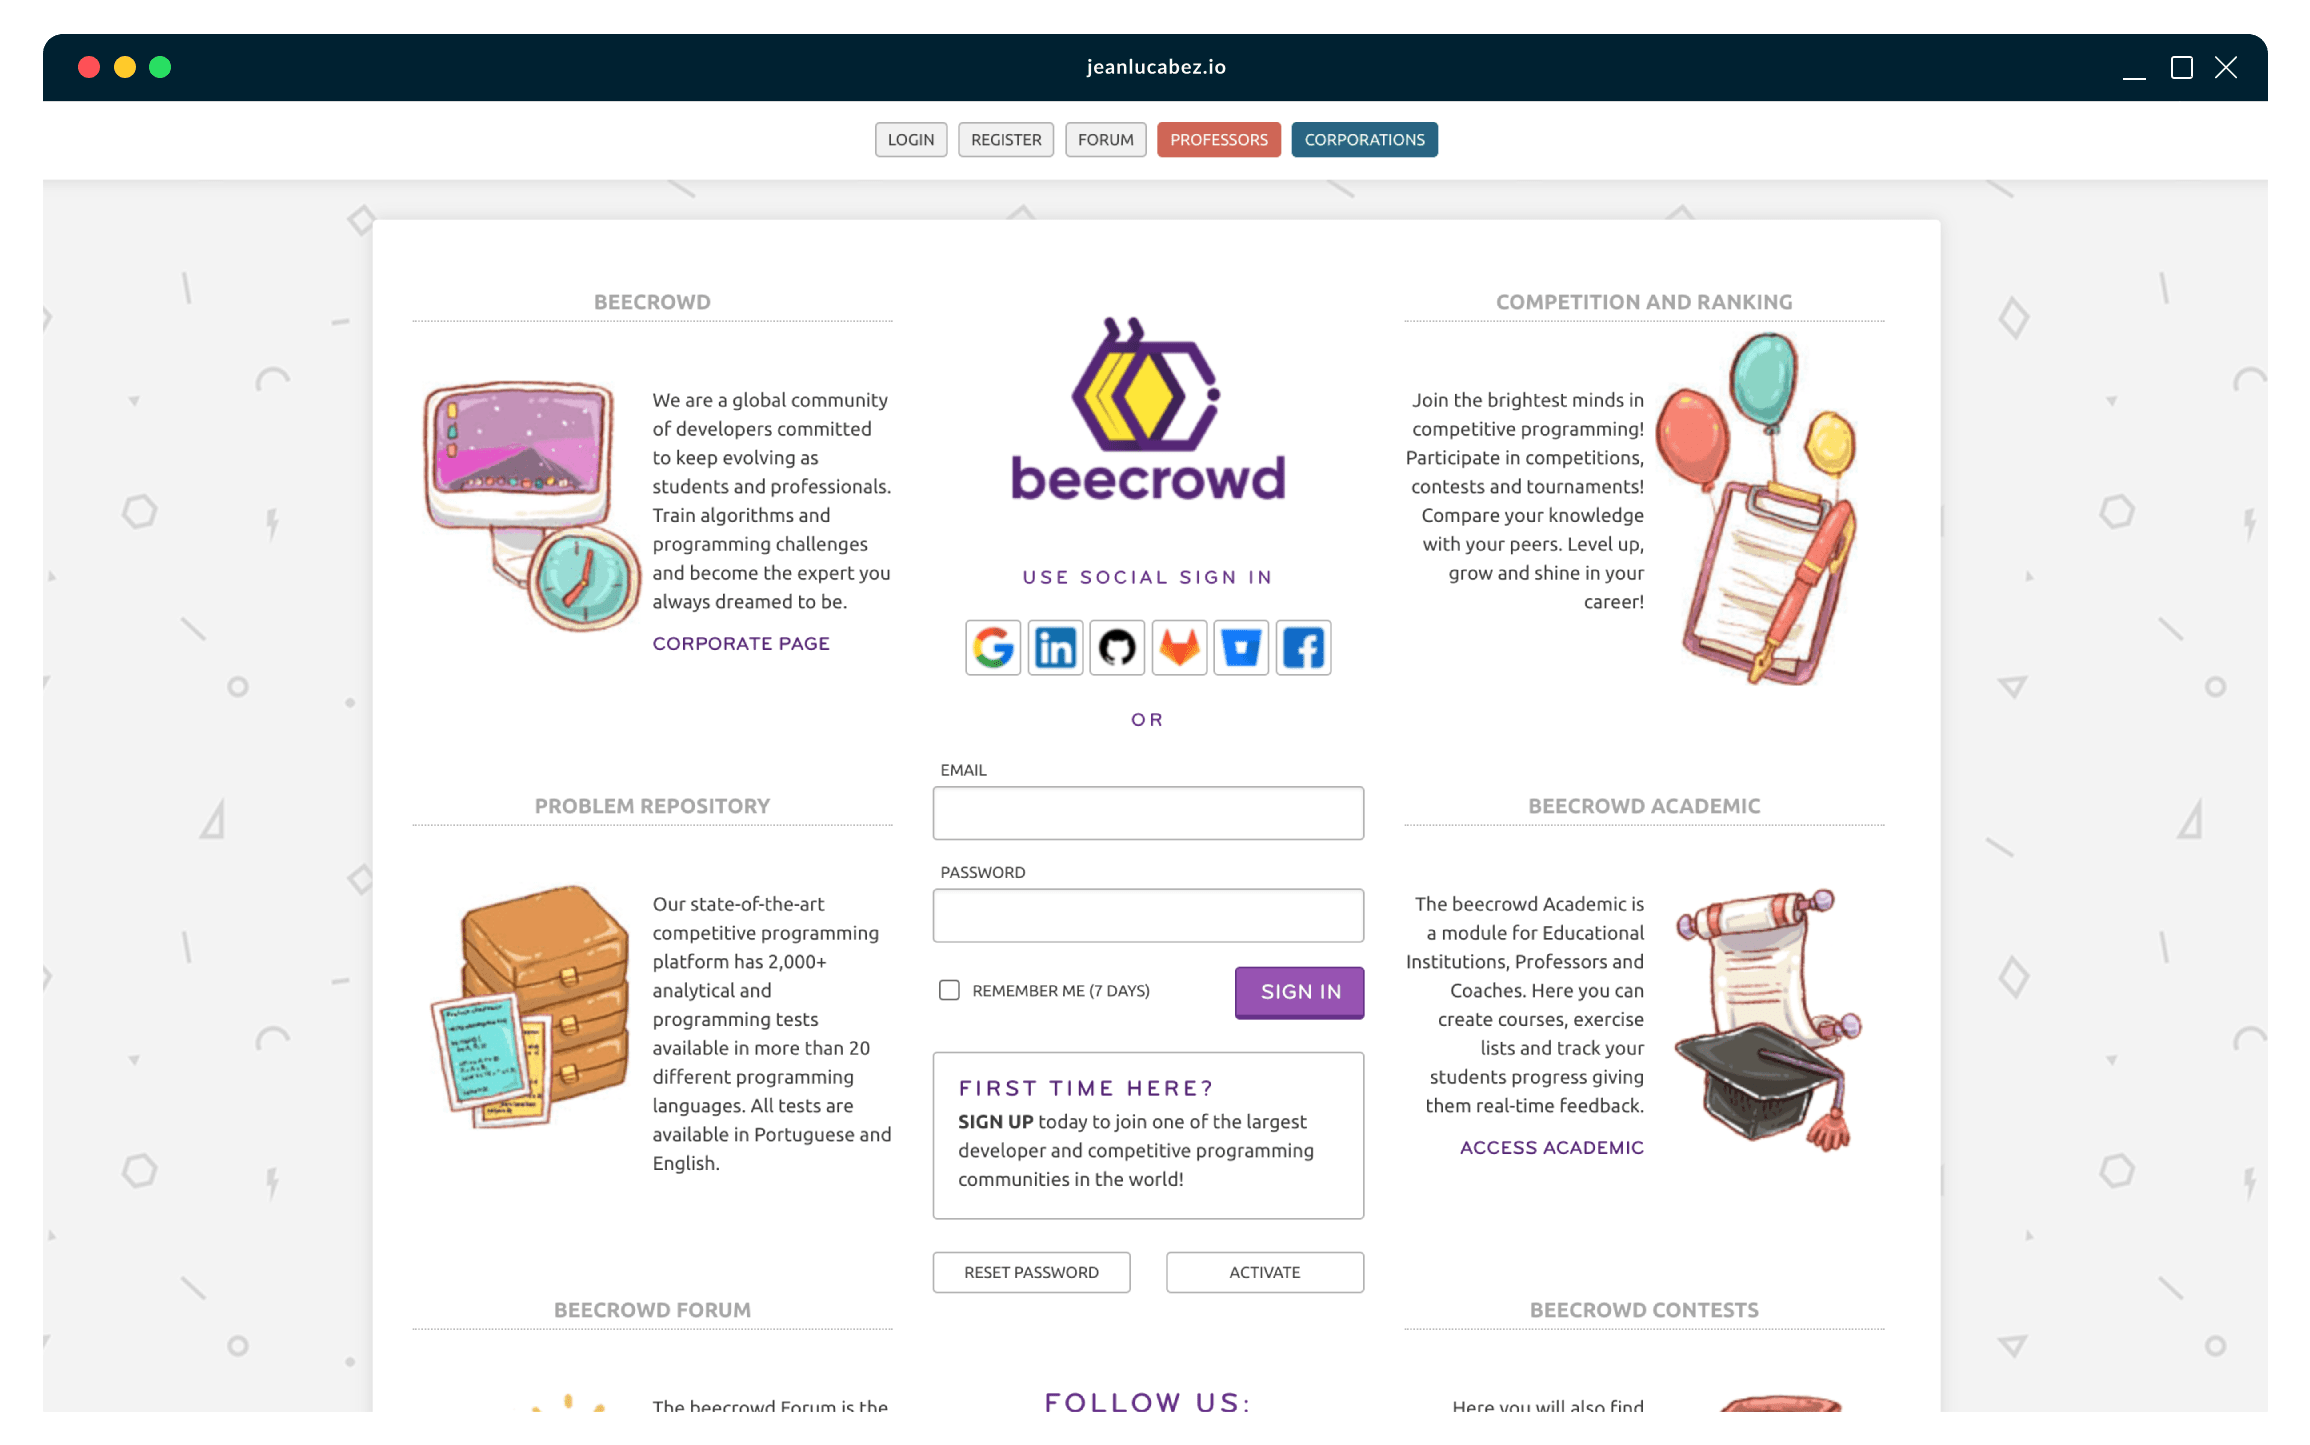 jeanlucabez.io
LOGIN
REGISTER
FORUM
PROFESSORS
CORPORATIONS
BEECROWD
We are a global community
of developers committed
to keep evolving as
students and professionals.
Train algorithms and
programming challenges
and become the expert you
always dreamed to be.
CORPORATE PAGE
PROBLEM REPOSITORY
Our state-of-the-art
competitive programming
platform has 2,000+
analytical and
programming tests
available in more than 20
different programming
languages. All tests are
available in Portuguese and
English.
BEECROWD FORUM
The beecrowd Forum is the
beecrowd
USE SOCIAL SIGN IN
in
OR
EMAIL
PASSWORD
REMEMBER ME (7 DAYS)
SIGN IN
FIRST TIME HERE?
SIGN UP today to join one of the largest
developer and competitive programming
communities in the world!
RESET PASSWORD
ACTIVATE
FOLLOW US:
COMPETITION AND RANKING
Join the brightest minds in
competitive programming!
Participate in competitions,
contests and tournaments!
Compare your knowledge
with your peers. Level up,
grow and shine in your
career!
BEECROWD ACADEMIC
The beecrowd Academic is
a module for Educational
Institutions, Professors and
Coaches. Here you can
create courses, exercise
lists and track your
students progress giving
them real-time feedback.
ACCESS ACADEMIC
BEECROWD CONTESTS
Here you will also find